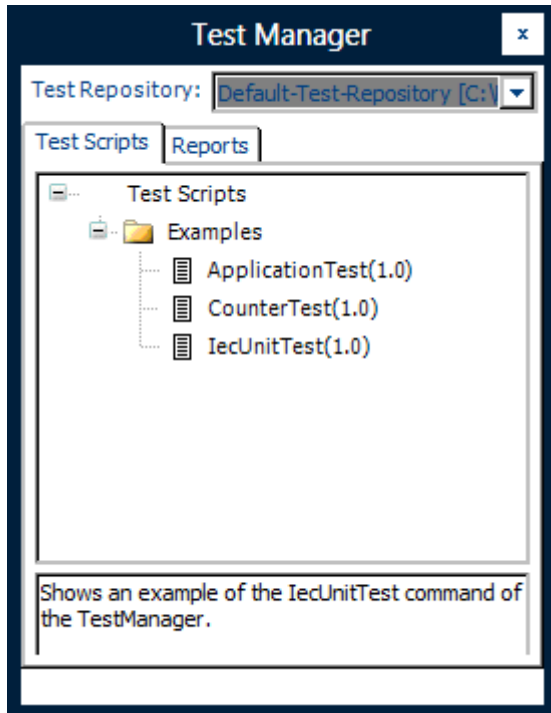 Test Manager x
Test Repository: Default-Test-Repository [C:\
Test Scripts Reports
Test Scripts
Examples
ApplicationTest(1.0)
CounterTest(1.0)
IecUnitTest(1.0)
Shows an example of the IecUnitTest command of
the TestManager.